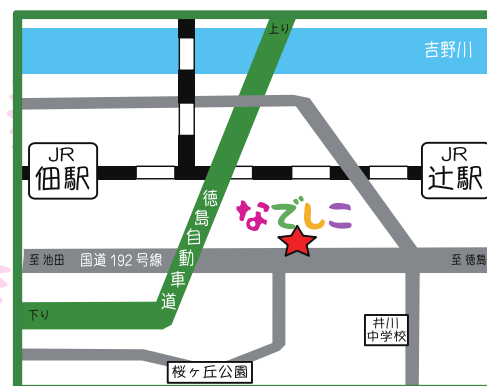 上り
吉野川
JR
佃駅
JR
辻駅
徳島自動車道
なでしこ
至 池田
国道 192 号線
至 徳島
下り
井川
中学校
桜ヶ丘公園